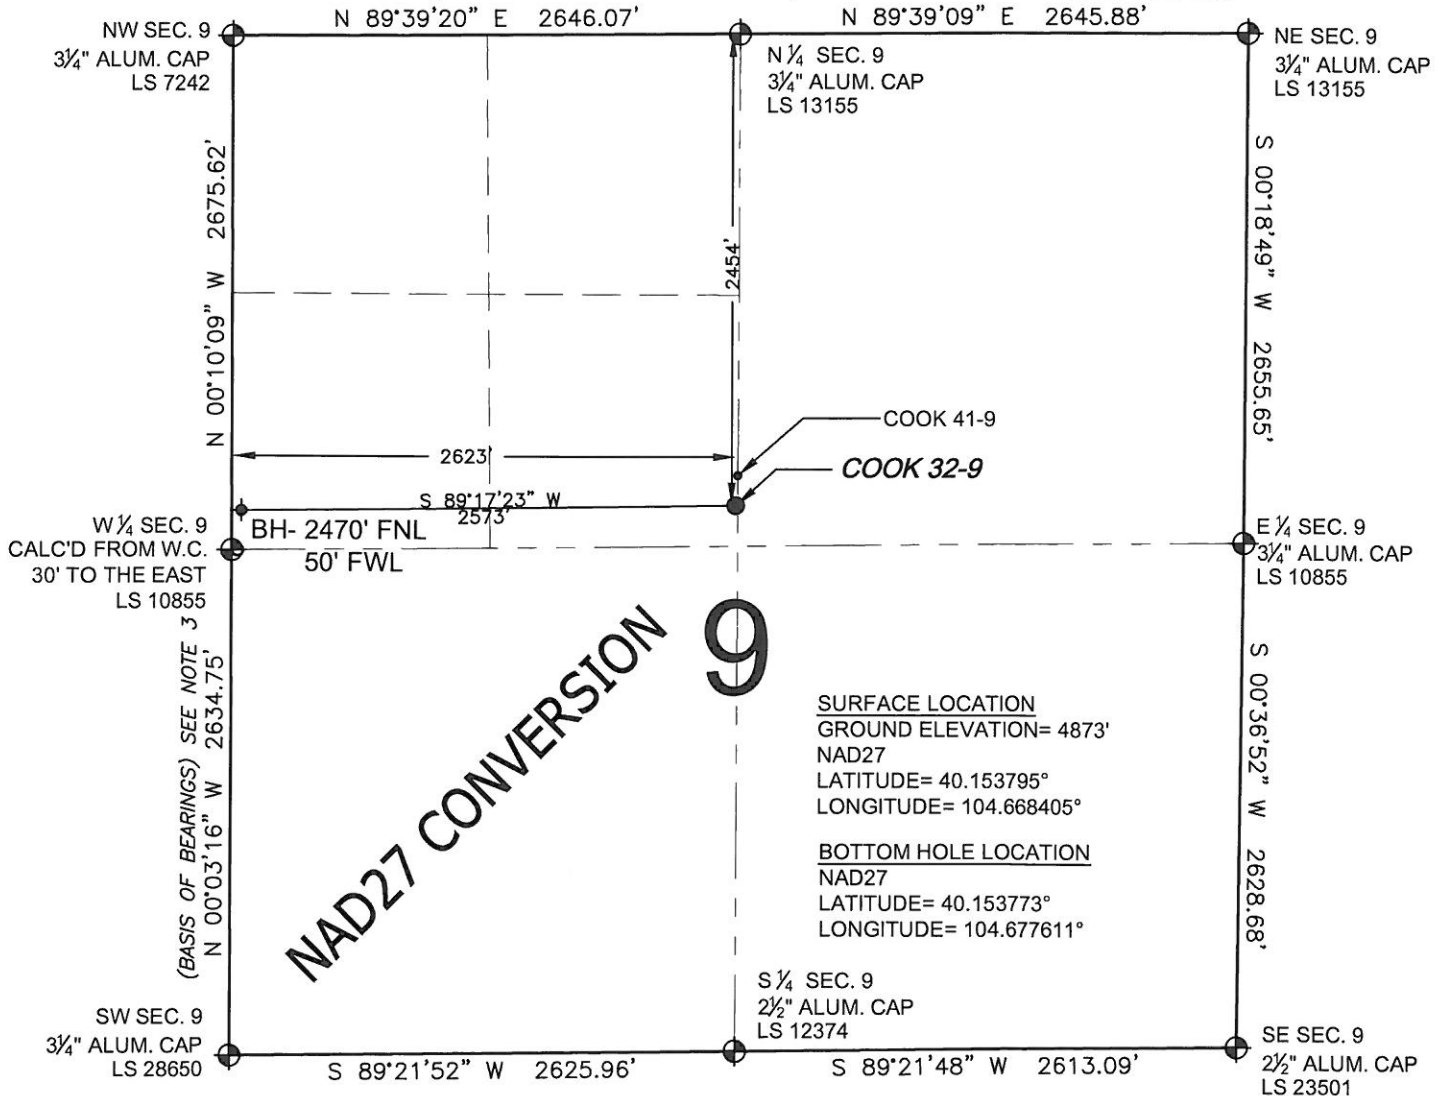 N 89°39'20" E 2646.07'
N 89°39'09" E 2645.88'
NW SEC. 9
3¼" ALUM. CAP
LS 7242
N ¼ SEC. 9
3¼" ALUM. CAP
LS 13155
NE SEC. 9
3¼" ALUM. CAP
LS 13155
N 00°10'09" W 2675.62'
2454'
S 00°18'49" W 2655.65'
COOK 41-9
2623'
COOK 32-9
S 89°17'23" W
2573'
W ¼ SEC. 9
CALC'D FROM W.C.
30' TO THE EAST
LS 10855
BH- 2470' FNL
50' FWL
E ¼ SEC. 9
3¼" ALUM. CAP
LS 10855
(BASIS OF BEARINGS) SEE NOTE 3
N 00°03'16" W 2634.75'
NAD27 CONVERSION
9
S 00°36'52" W 2628.68'
SURFACE LOCATION
GROUND ELEVATION= 4873'
NAD27
LATITUDE= 40.153795°
LONGITUDE= 104.668405°
BOTTOM HOLE LOCATION
NAD27
LATITUDE= 40.153773°
LONGITUDE= 104.677611°
SW SEC. 9
3¼" ALUM. CAP
LS 28650
S ¼ SEC. 9
2½" ALUM. CAP
LS 12374
SE SEC. 9
2½" ALUM. CAP
LS 23501
S 89°21'52" W 2625.96'
S 89°21'48" W 2613.09'